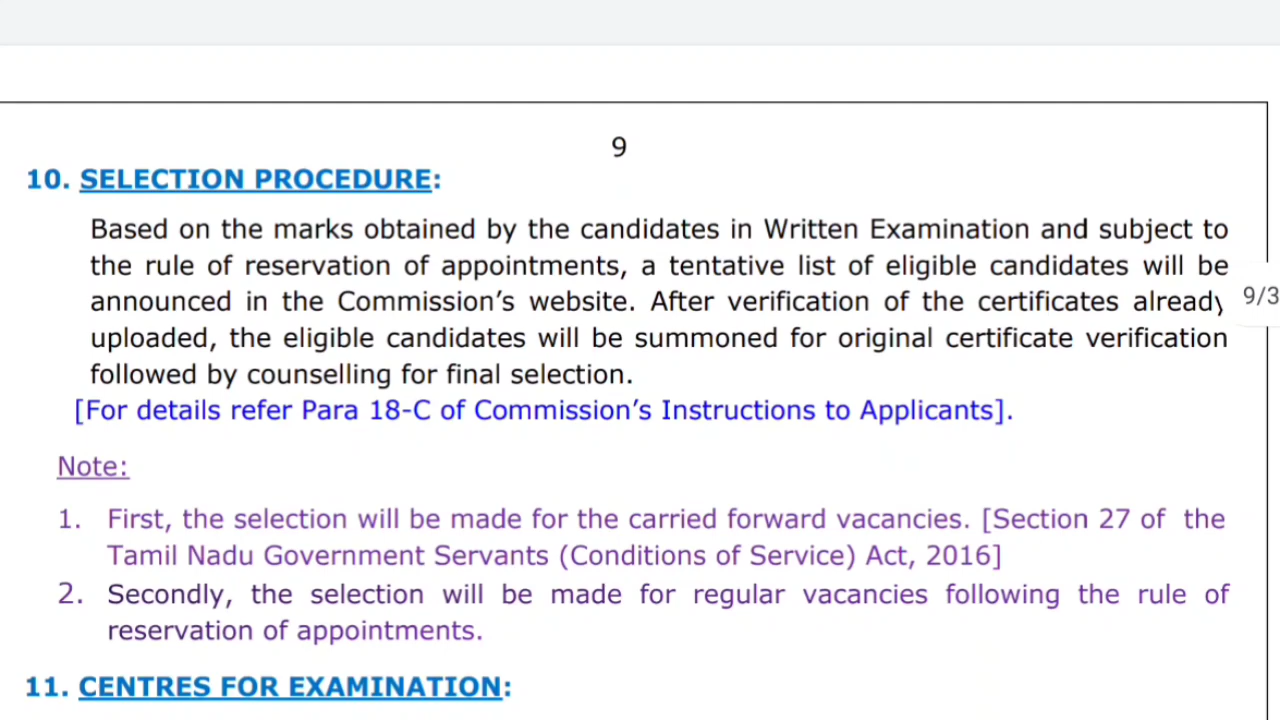 9
10. SELECTION PROCEDURE:
Based on the marks obtained by the candidates in Written Examination and subject to
the rule of reservation of appointments, a tentative list of eligible candidates will be
announced in the Commission's website. After verification of the certificates already
9/3
uploaded, the eligible candidates will be summoned for original certificate verification
followed by counselling for final selection.
[For details refer Para 18-C of Commission's Instructions to Applicants].
Note:
1. First, the selection will be made for the carried forward vacancies. [Section 27 of the
Tamil Nadu Government Servants (Conditions of Service) Act, 2016]
2. Secondly, the selection will be made for regular vacancies following the rule of
reservation of appointments.
11. CENTRES FOR EXAMINATION: